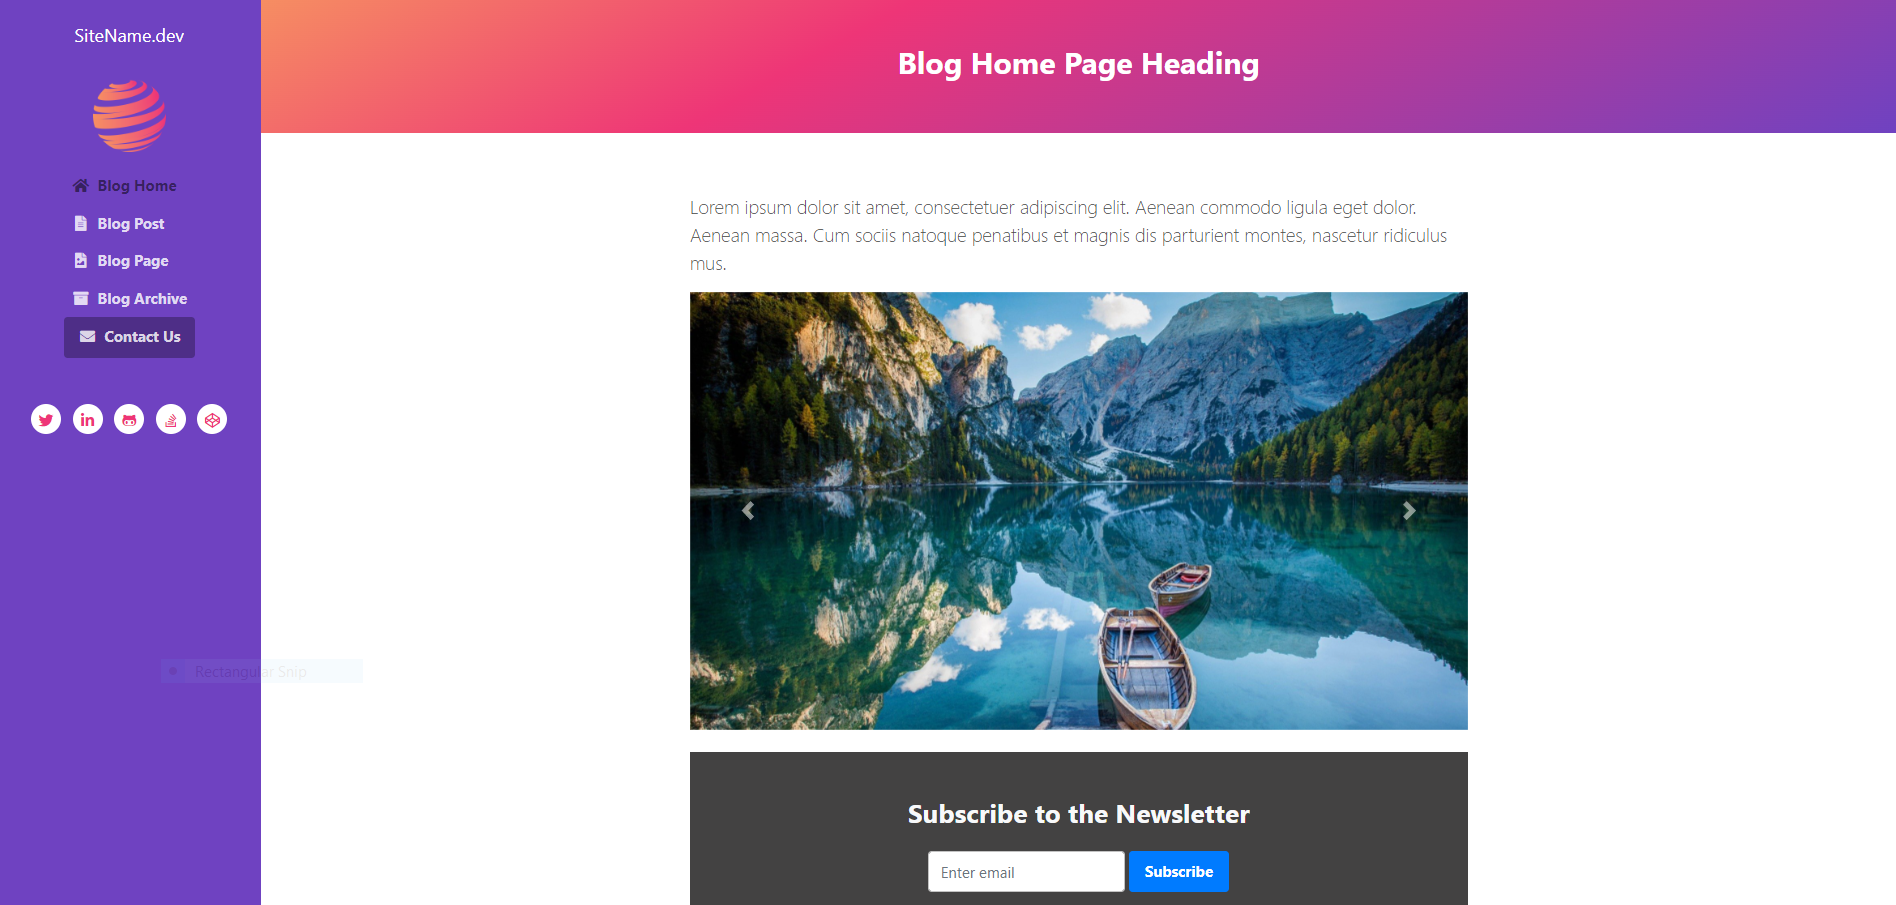 SiteName.dev
Blog Home
Blog Post
Blog Page
Blog Archive
Contact Us
Rectangular Snip
Blog Home Page Heading
Lorem ipsum dolor sit amet, consectetuer adipiscing elit. Aenean commodo ligula eget dolor.
Aenean massa. Cum sociis natoque penatibus et magnis dis parturient montes, nascetur ridiculus
mus.
Subscribe to the Newsletter
Enter email
Subscribe